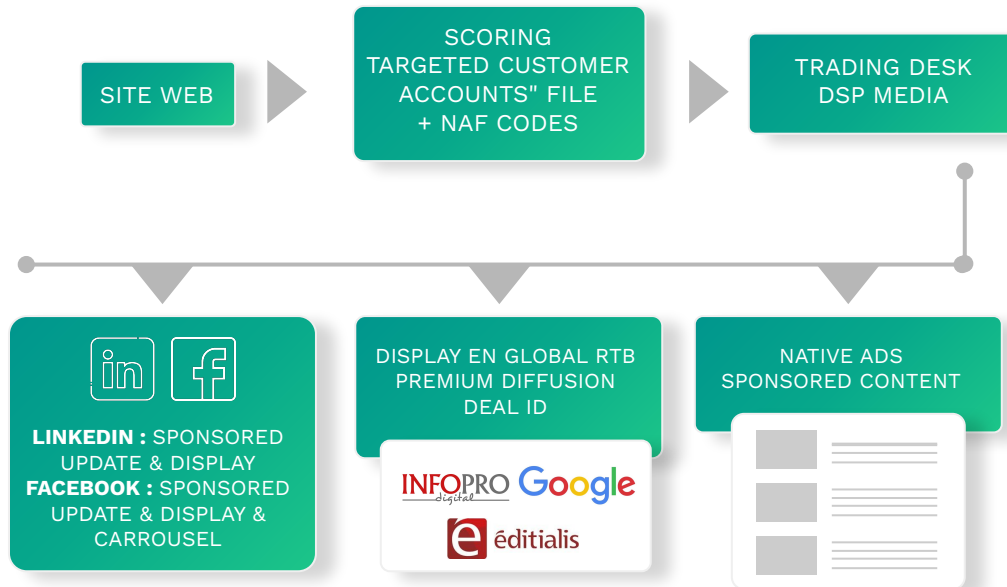 SITE WEB
SCORING
TARGETED CUSTOMER
ACCOUNTS" FILE
+ NAF CODES
TRADING DESK
DSP MEDIA
in f
LINKEDIN : SPONSORED
UPDATE & DISPLAY
FACEBOOK : SPONSORED
UPDATE & DISPLAY &
CARROUSEL
DISPLAY EN GLOBAL RTB
PREMIUM DIFFUSION
DEAL ID
INFOPRO
digital
Google
é éditialis
NATIVE ADS
SPONSORED CONTENT